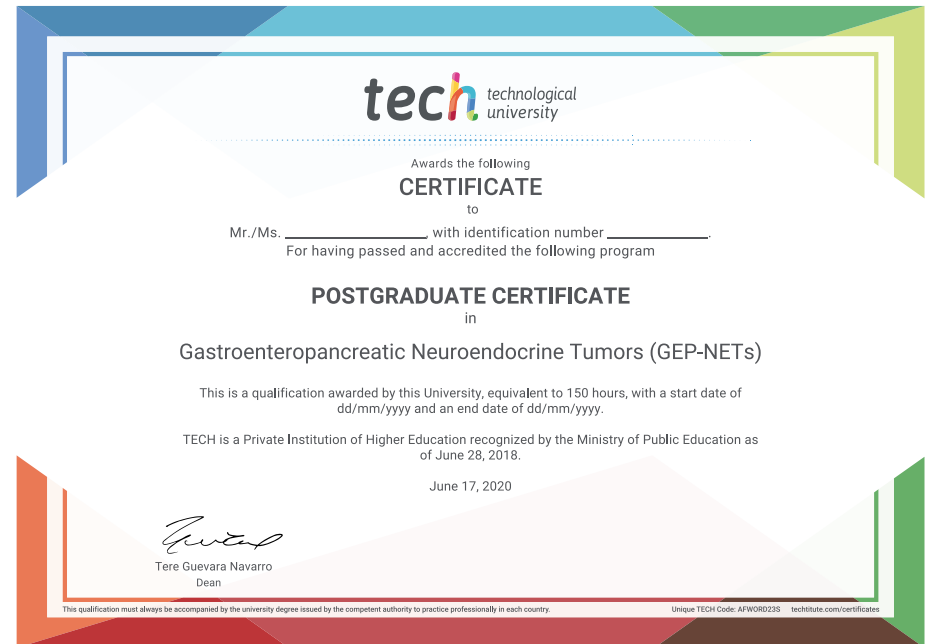 tech technological
university
Awards the following
CERTIFICATE
to
Mr./Ms. ____________, with identification number ____________.
For having passed and accredited the following program
POSTGRADUATE CERTIFICATE
in
Gastroenteropancreatic Neuroendocrine Tumors (GEP-NETs)
This is a qualification awarded by this University, equivalent to 150 hours, with a start date of
dd/mm/yyyy and an end date of dd/mm/yyyy.
TECH is a Private Institution of Higher Education recognized by the Ministry of Public Education as
of June 28, 2018.
June 17, 2020
Tere Guevara Navarro
Dean
This qualification must always be accompanied by the university degree issued by the competent authority to practice professionally in each country.
Unique TECH Code: AFWORD23S techtitute.com/certificates